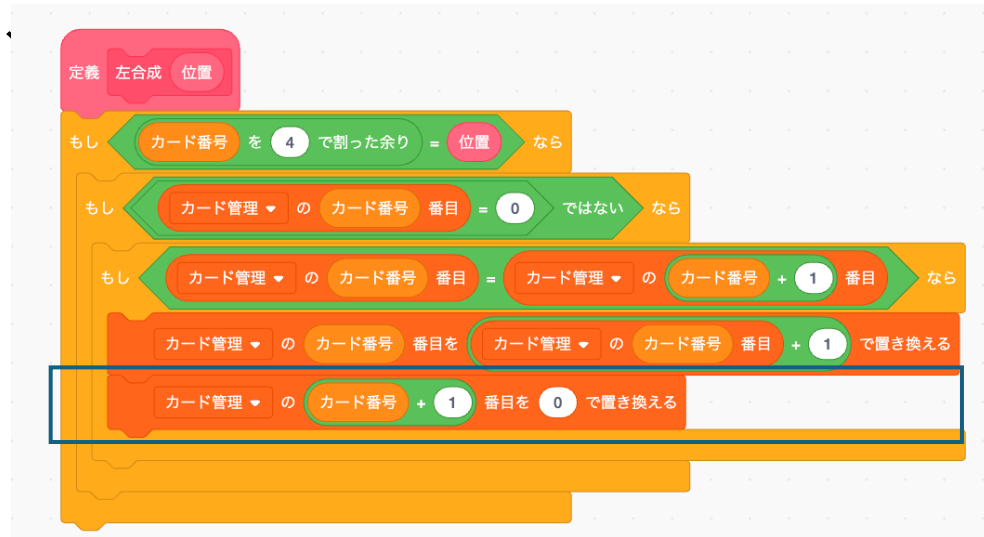 定義 左合成 位置
もし カード番号 を 4 で割った余り = 位置 なら
もし カード管理 の カード番号 番目 = 0 ではない なら
もし カード管理 の カード番号 番目 = カード管理 の カード番号 + 1 番目 なら
カード管理 の カード番号 番目を カード管理 の カード番号 番目 + 1 で置き換える
カード管理 の カード番号 + 1 番目を 0 で置き換える